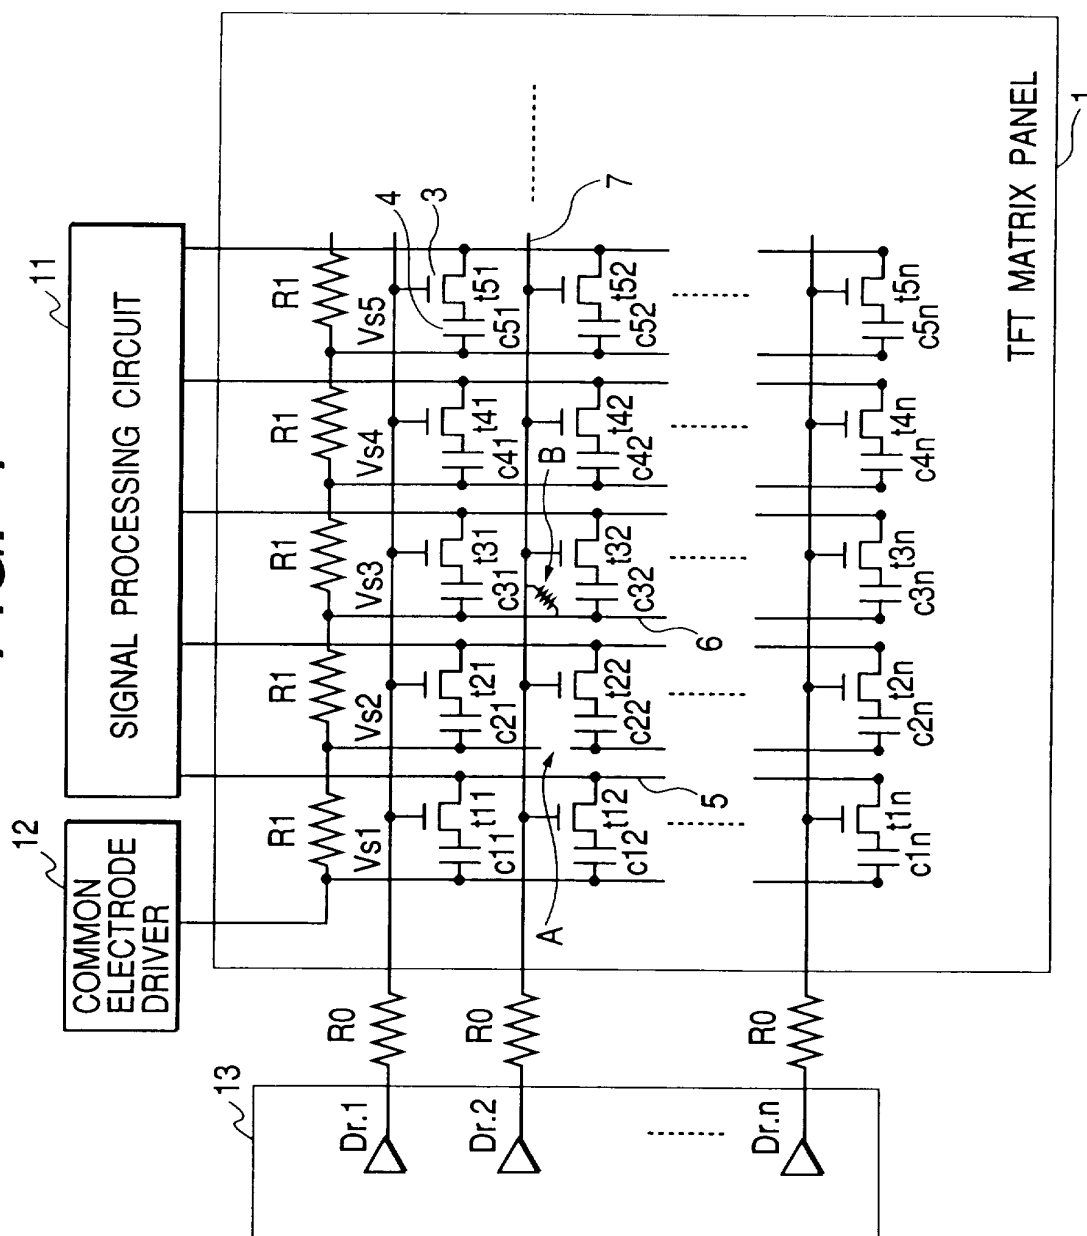 12
11
COMMON
ELECTRODE
DRIVER
SIGNAL PROCESSING CIRCUIT
13
R1 R1 R1 R1 R1
Vs1 Vs2 Vs3 Vs4 Vs5
Dr.1 R0
4 3
t11 t21 t31 t41 t51
c11 c21 c31 c41 c51
Dr.2 R0
A B 7
t12 t22 t32 t42 t52
c12 c22 c32 c42 c52
5 6
Dr.n R0
t1n t2n t3n t4n t5n
c1n c2n c3n c4n c5n
TFT MATRIX PANEL
1